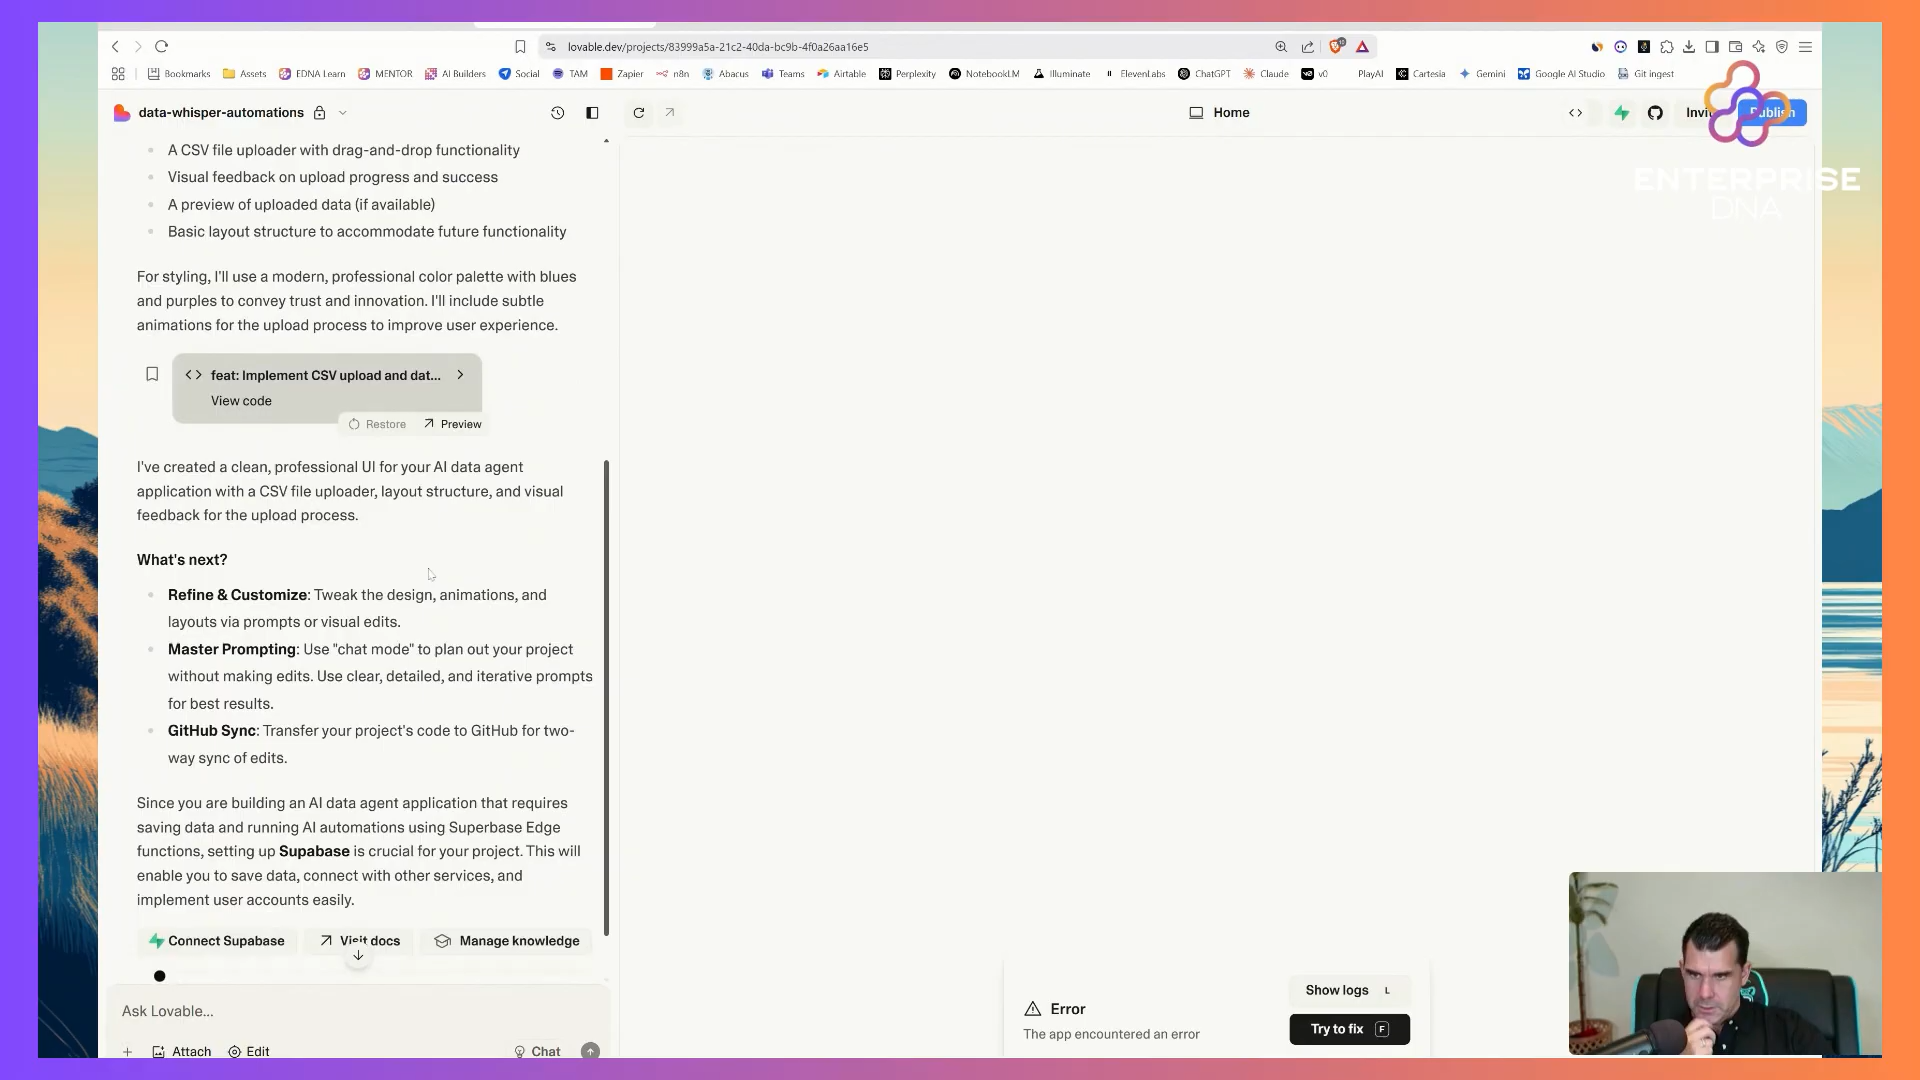 lovable.dev/projects/83999a5a-21c2-40da-bc9b-4f0a26aa16e5
Bookmarks Assets EDNA Learn MENTOR AI Builders Social TAM Zapier n8n Abacus Teams Airtable Perplexity NotebookLM Illuminate ElevenLabs ChatGPT Claude v0 PlayAI Cartesia Gemini Google AI Studio Git ingest
data-whisper-automations
Home
Publish
ENTERPRISE
DNA
A CSV file uploader with drag-and-drop functionality
Visual feedback on upload progress and success
A preview of uploaded data (if available)
Basic layout structure to accommodate future functionality
For styling, I'll use a modern, professional color palette with blues
and purples to convey trust and innovation. I'll include subtle
animations for the upload process to improve user experience.
feat: Implement CSV upload and dat...
View code
Restore Preview
I've created a clean, professional UI for your AI data agent
application with a CSV file uploader, layout structure, and visual
feedback for the upload process.
What's next?
Refine & Customize: Tweak the design, animations, and
layouts via prompts or visual edits.
Master Prompting: Use "chat mode" to plan out your project
without making edits. Use clear, detailed, and iterative prompts
for best results.
GitHub Sync: Transfer your project's code to GitHub for two-
way sync of edits.
Since you are building an AI data agent application that requires
saving data and running AI automations using Superbase Edge
functions, setting up Supabase is crucial for your project. This will
enable you to save data, connect with other services, and
implement user accounts easily.
Connect Supabase Visit docs Manage knowledge
Ask Lovable...
Attach Edit Chat
Error
The app encountered an error
Show logs L
Try to fix F